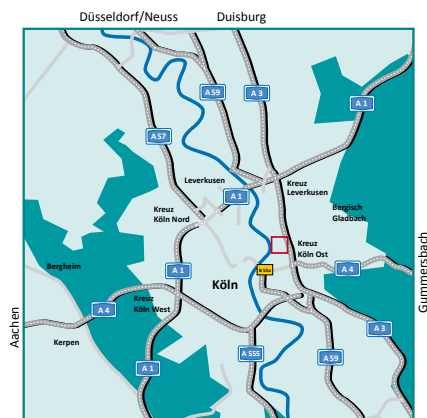 Düsseldorf/Neuss
Duisburg
A 59
A 3
A 1
A 57
Leverkusen
A 1
Kreuz
Leverkusen
Kreuz
Köln Nord
Bergisch
Gladbach
Kreuz
Köln Ost
Bergheim
A 1
Köln
B 55a
A 4
Gummersbach
A 4
Kreuz
Köln West
Aachen
Kerpen
A 3
A 555
A 59
A 1